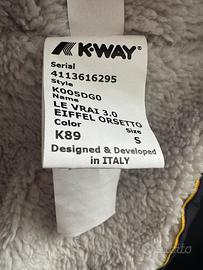 K-WAY
Serial
4113616295
Style
K005DG0
Name
LE VRAI 3.0
EIFFEL ORSETTO
Color
Size
K89
S
Designed & Developed
in ITALY
subito